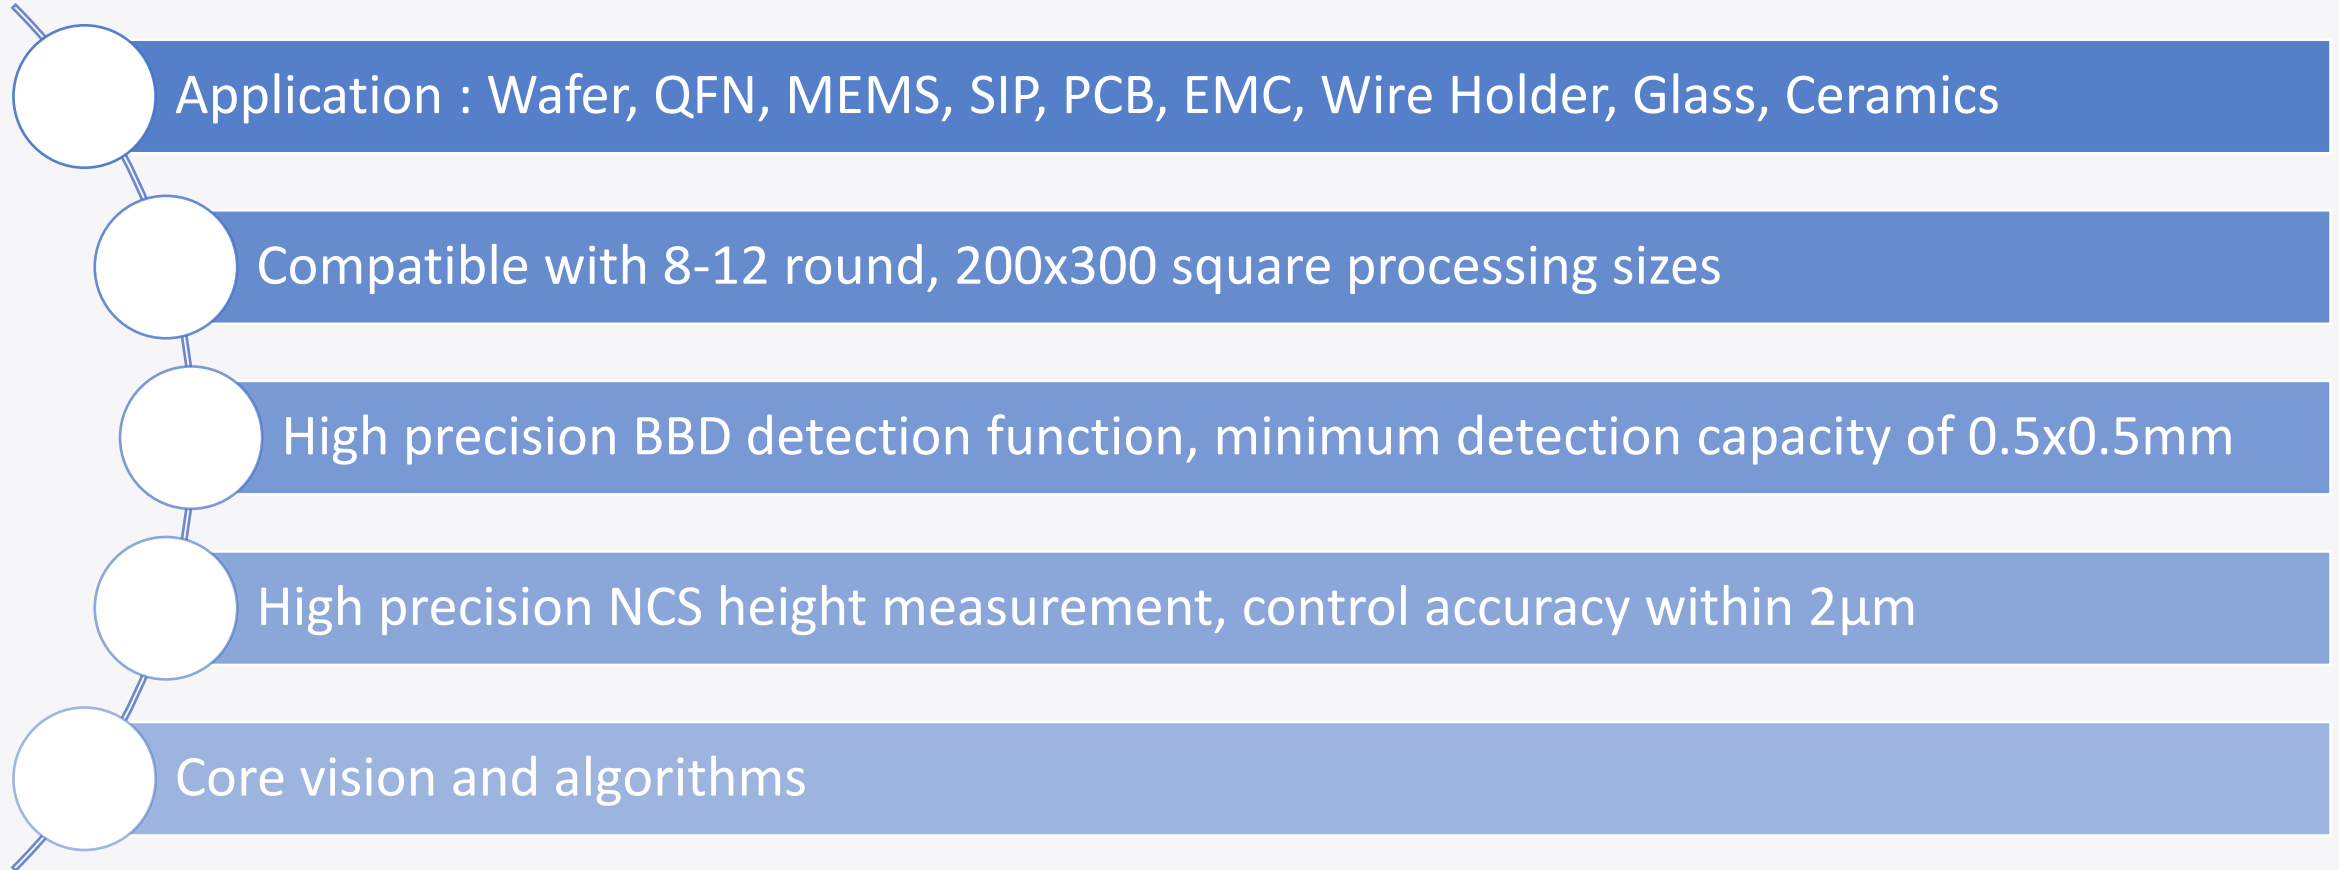 Application : Wafer, QFN, MEMS, SIP, PCB, EMC, Wire Holder, Glass, Ceramics
Compatible with 8-12 round, 200x300 square processing sizes
High precision BBD detection function, minimum detection capacity of 0.5x0.5mm
High precision NCS height measurement, control accuracy within 2μm
Core vision and algorithms